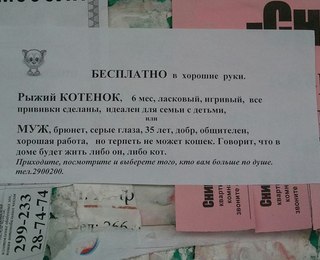 БЕСПЛАТНО в хорошие руки.
Рыжий КОТЕНОК, 6 мес, ласковый, игривый, все
прививки сделаны, идеален для семьи с детьми,
или
МУЖ, брюнет, серые глаза, 35 лет, добр, общителен,
хорошая работа, но терпеть не может кошек. Говорит, что в
доме будет жить либо он, либо кот.
Приходите, посмотрите и выберете того, кто вам больше по душе.
тел.2900200.
299-233
28-74-74